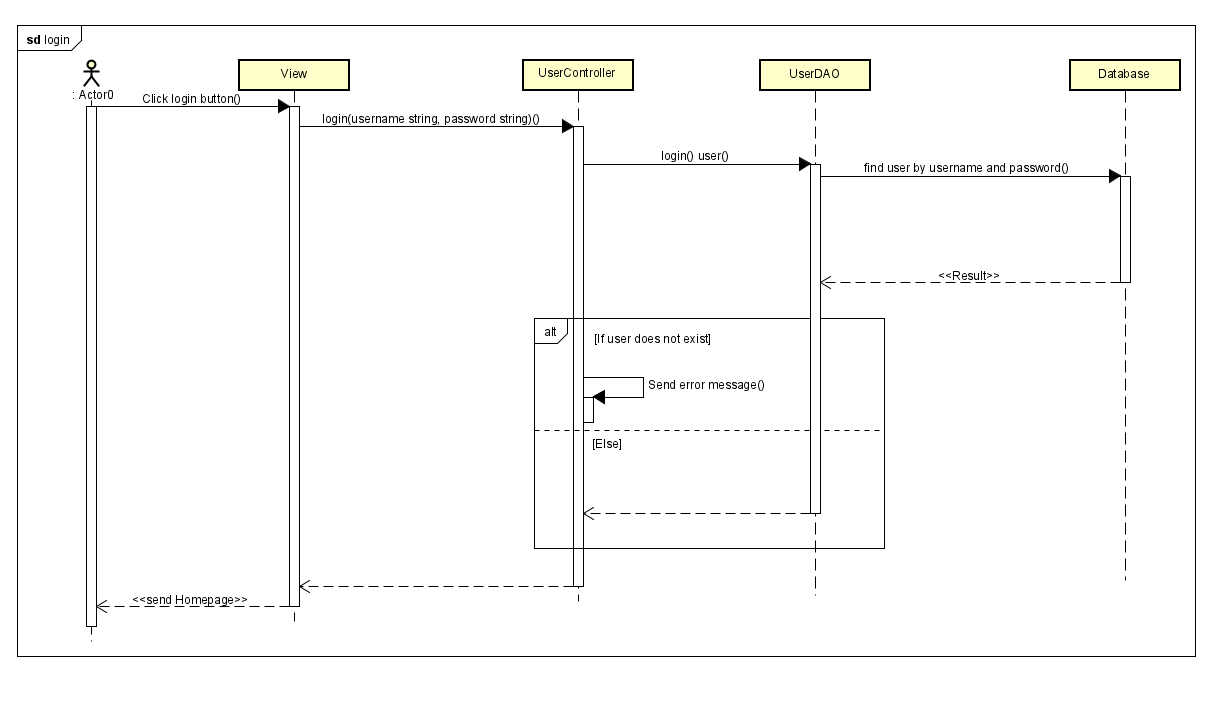 sd login
: Actor0
View
UserController
UserDAO
Database
Click login button()
login(username string, password string)()
login() user()
find user by username and password()
<<Result>>
alt
[If user does not exist]
Send error message()
[Else]
<<send Homepage>>